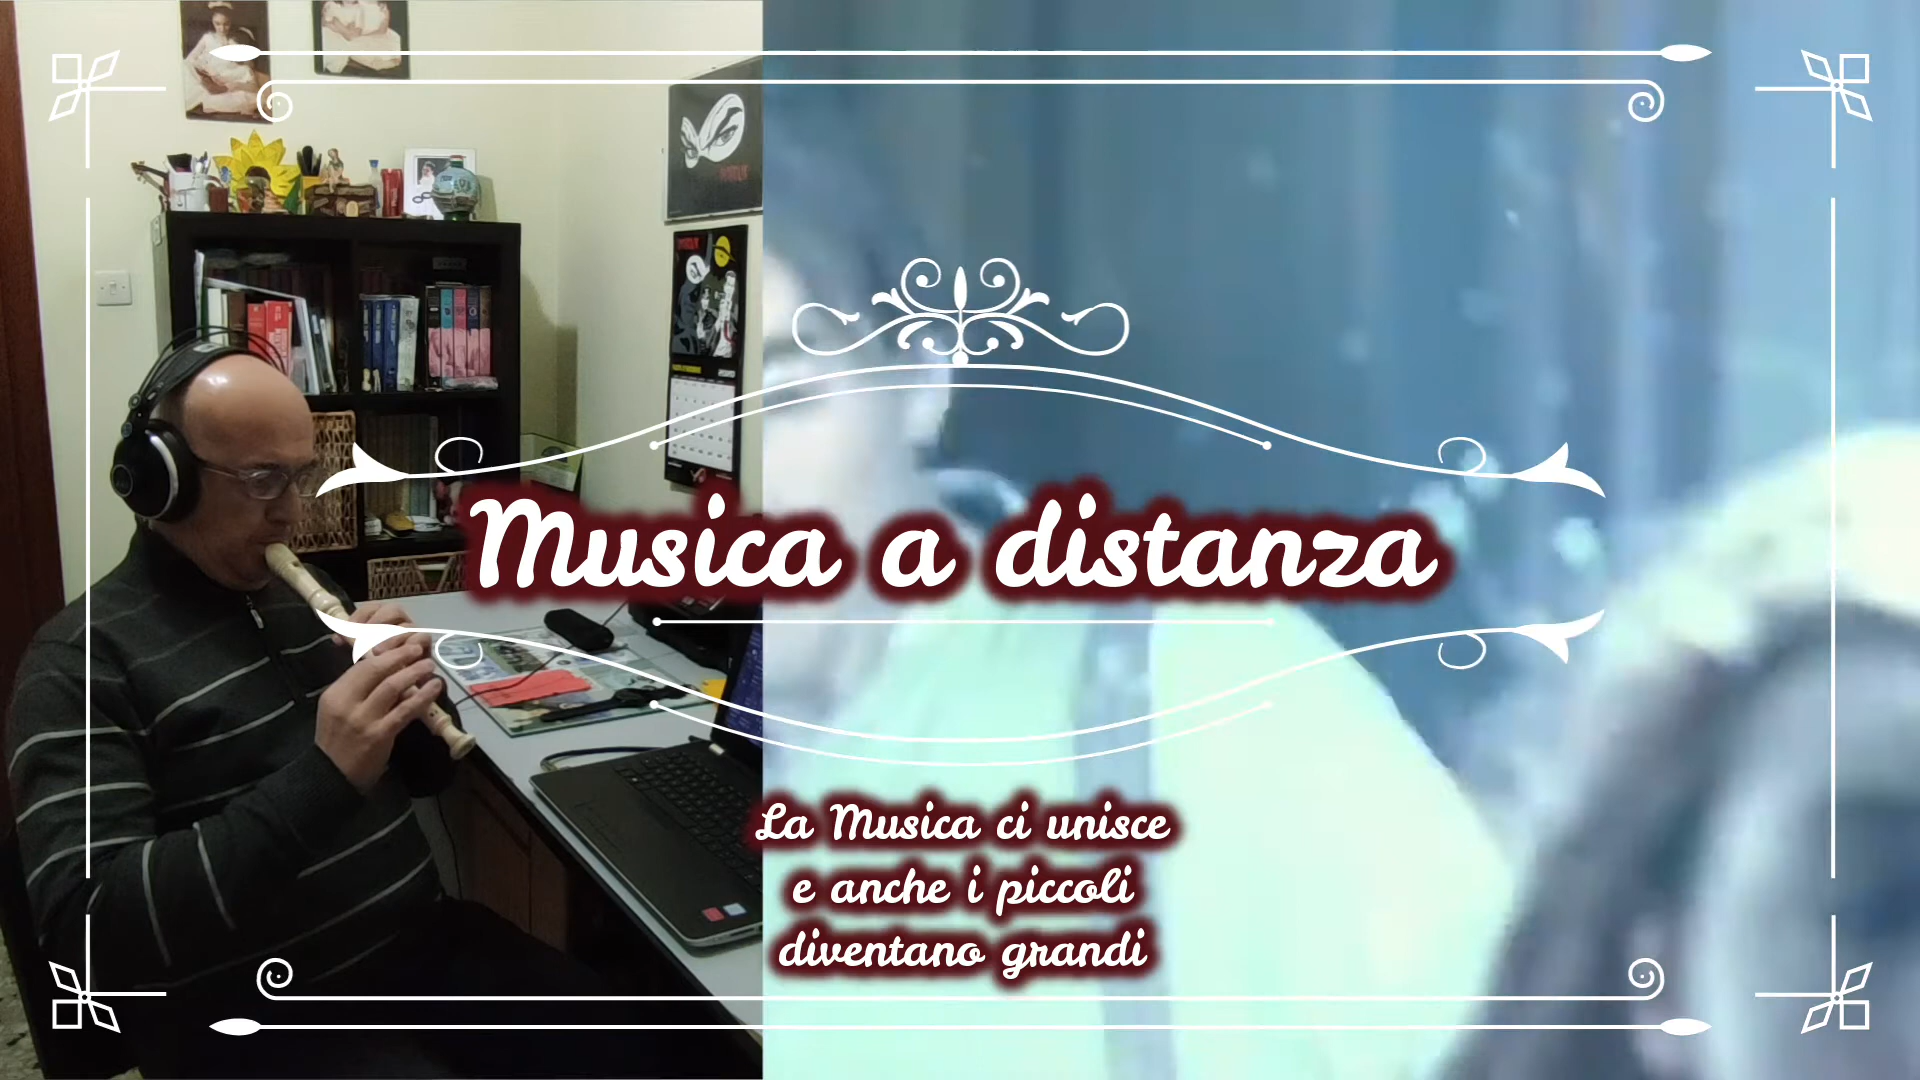 Musica a distanza
La Musica ci unisce
e anche i piccoli
diventano grandi